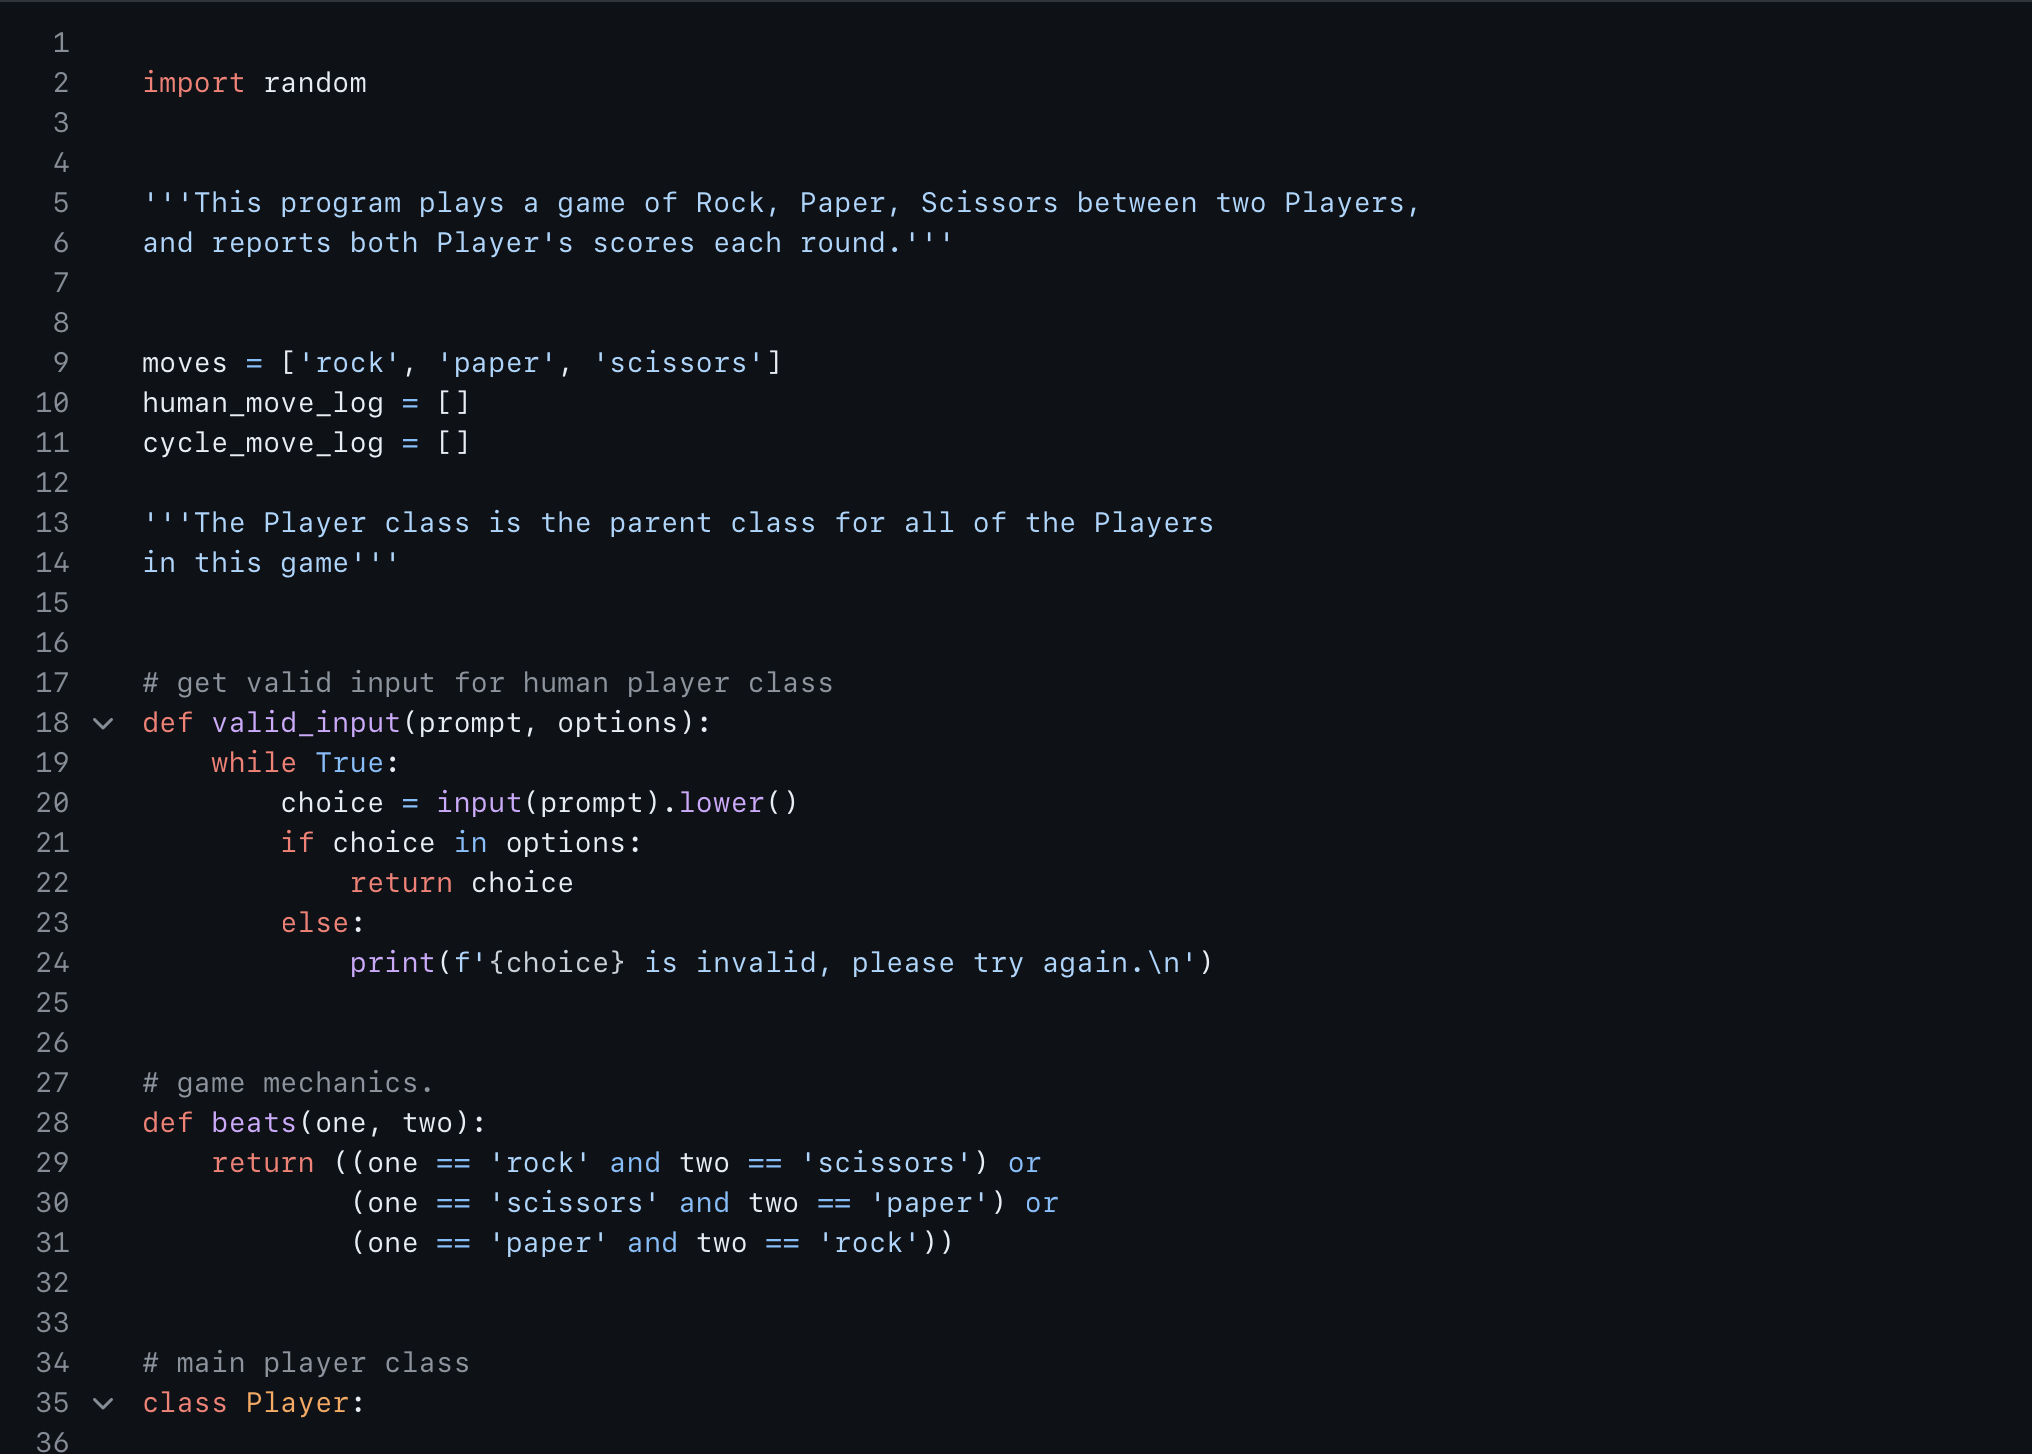 1
2 import random
3
4
5 '''This program plays a game of Rock, Paper, Scissors between two Players,
6 and reports both Player's scores each round.'''
7
8
9 moves = ['rock', 'paper', 'scissors']
10 human_move_log = []
11 cycle_move_log = []
12
13 '''The Player class is the parent class for all of the Players
14 in this game'''
15
16
17 # get valid input for human player class
18 def valid_input(prompt, options):
19     while True:
20         choice = input(prompt).lower()
21         if choice in options:
22             return choice
23         else:
24             print(f'{choice} is invalid, please try again.\n')
25
26
27 # game mechanics.
28 def beats(one, two):
29     return ((one == 'rock' and two == 'scissors') or
30             (one == 'scissors' and two == 'paper') or
31             (one == 'paper' and two == 'rock'))
32
33
34 # main player class
35 class Player:
36